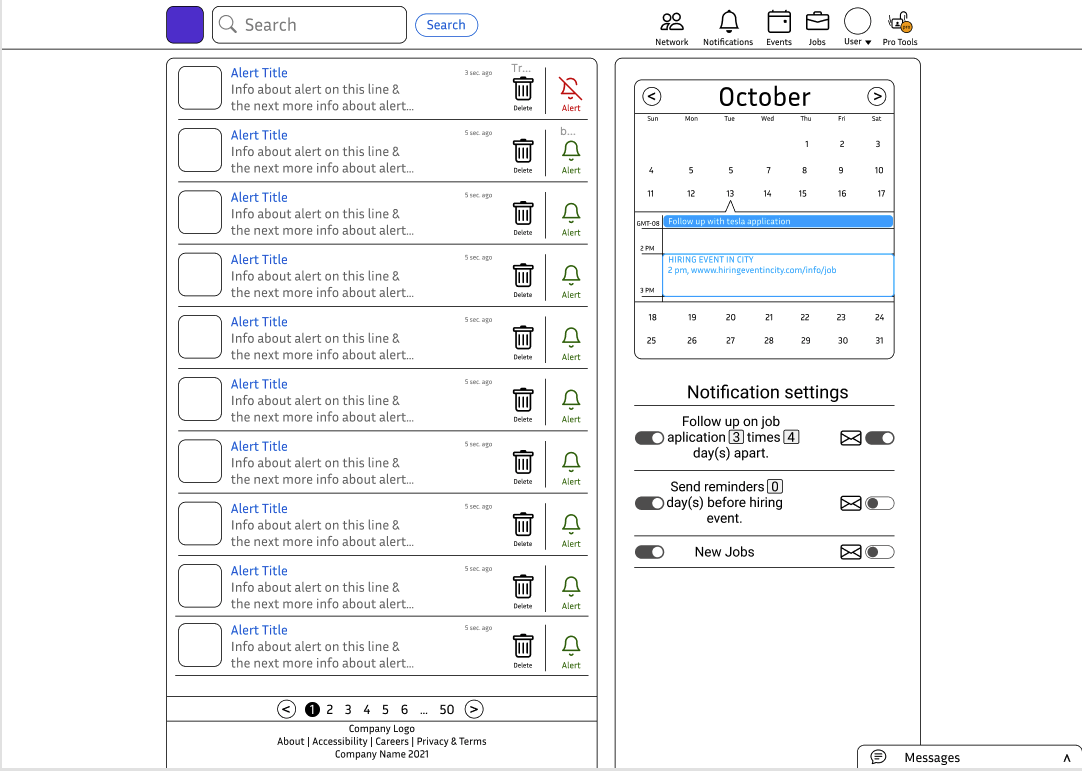 Search
Search
Network
Notifications
Events
Jobs
User
Pro Tools
pro
Alert Title
3 sec. ago
Tr...
Info about alert on this line &
the next more info about alert...
Delete
Alert
Alert Title
5 sec. ago
b...
Info about alert on this line &
the next more info about alert...
Delete
Alert
Alert Title
5 sec. ago
Info about alert on this line &
the next more info about alert...
Delete
Alert
Alert Title
5 sec. ago
Info about alert on this line &
the next more info about alert...
Delete
Alert
Alert Title
5 sec. ago
Info about alert on this line &
the next more info about alert...
Delete
Alert
Alert Title
5 sec. ago
Info about alert on this line &
the next more info about alert...
Delete
Alert
Alert Title
5 sec. ago
Info about alert on this line &
the next more info about alert...
Delete
Alert
Alert Title
5 sec. ago
Info about alert on this line &
the next more info about alert...
Delete
Alert
Alert Title
5 sec. ago
Info about alert on this line &
the next more info about alert...
Delete
Alert
Alert Title
5 sec. ago
Info about alert on this line &
the next more info about alert...
Delete
Alert
< 1 2 3 4 5 6 ... 50 >
Company Logo
About | Accessibility | Careers | Privacy & Terms
Company Name 2021
< October >
Sun Mon Tue Wed Thu Fri Sat
1 2 3
4 5 5 7 8 9 10
11 12 13 14 15 16 17
GMT-08 Follow up with tesla application
2 PM
HIRING EVENT IN CITY
2 pm, wwww.hiringeventincity.com/info/job
3 PM
18 19 20 21 22 23 24
25 26 27 28 29 30 31
Notification settings
Follow up on job
aplication 3 times 4
day(s) apart.
Send reminders 0
day(s) before hiring
event.
New Jobs
Messages